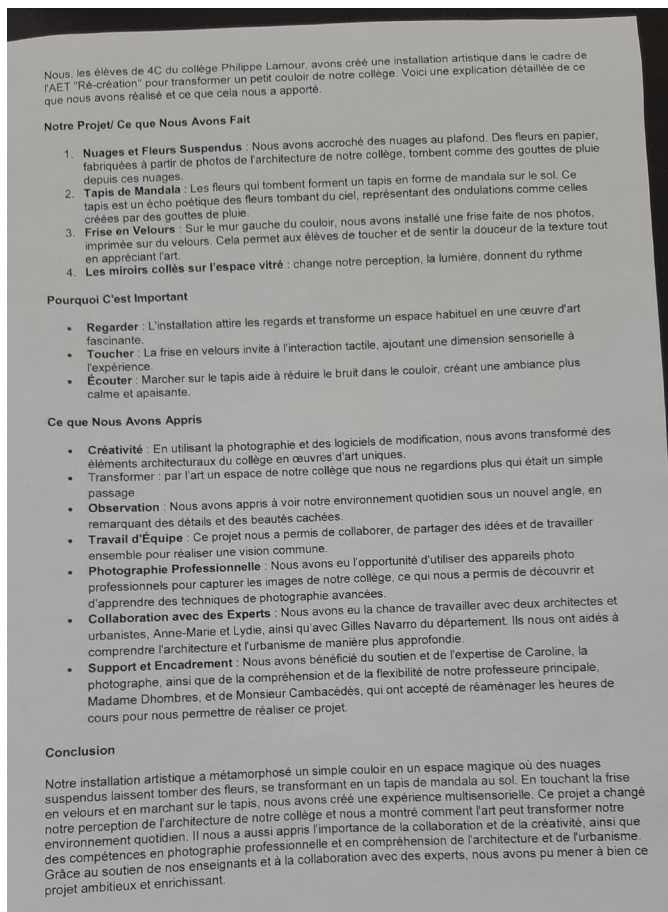 Nous, les élèves de 4C du collège Philippe Lamour, avons créé une installation artistique dans le cadre de
l'AET "Ré-création" pour transformer un petit couloir de notre collège. Voici une explication détaillée de ce
que nous avons réalisé et ce que cela nous a apporté.
Notre Projet/ Ce que Nous Avons Fait
1. Nuages et Fleurs Suspendus : Nous avons accroché des nuages au plafond. Des fleurs en papier,
fabriquées à partir de photos de l'architecture de notre collège, tombent comme des gouttes de pluie
depuis ces nuages.
2. Tapis de Mandala : Les fleurs qui tombent forment un tapis en forme de mandala sur le sol. Ce
tapis est un écho poétique des fleurs tombant du ciel, représentant des ondulations comme celles
créées par des gouttes de pluie.
3. Frise en Velours : Sur le mur gauche du couloir, nous avons installé une frise faite de nos photos,
imprimée sur du velours. Cela permet aux élèves de toucher et de sentir la douceur de la texture tout
en appréciant l'art.
4. Les miroirs collès sur l'espace vitré : change notre perception, la lumière, donnent du rythme
Pourquoi C'est Important
• Regarder : L'installation attire les regards et transforme un espace habituel en une œuvre d'art
fascinante.
• Toucher : La frise en velours invite à l'interaction tactile, ajoutant une dimension sensorielle à
l'expérience.
• Écouter : Marcher sur le tapis aide à réduire le bruit dans le couloir, créant une ambiance plus
calme et apaisante.
Ce que Nous Avons Appris
• Créativité : En utilisant la photographie et des logiciels de modification, nous avons transformé des
éléments architecturaux du collège en œuvres d'art uniques.
• Transformer : par l'art un espace de notre collège que nous ne regardions plus qui était un simple
passage
• Observation : Nous avons appris à voir notre environnement quotidien sous un nouvel angle, en
remarquant des détails et des beautés cachées.
• Travail d'Équipe : Ce projet nous a permis de collaborer, de partager des idées et de travailler
ensemble pour réaliser une vision commune.
• Photographie Professionnelle : Nous avons eu l'opportunité d'utiliser des appareils photo
professionnels pour capturer les images de notre collège, ce qui nous a permis de découvrir et
d'apprendre des techniques de photographie avancées.
• Collaboration avec des Experts : Nous avons eu la chance de travailler avec deux architectes et
urbanistes, Anne-Marie et Lydie, ainsi qu'avec Gilles Navarro du département. Ils nous ont aidés à
comprendre l'architecture et l'urbanisme de manière plus approfondie.
• Support et Encadrement : Nous avons bénéficié du soutien et de l'expertise de Caroline, la
photographe, ainsi que de la compréhension et de la flexibilité de notre professeure principale,
Madame Dhombres, et de Monsieur Cambacédès, qui ont accepté de réaménager les heures de
cours pour nous permettre de réaliser ce projet.
Conclusion
Notre installation artistique a métamorphosé un simple couloir en un espace magique où des nuages
suspendus laissent tomber des fleurs, se transformant en un tapis de mandala au sol. En touchant la frise
en velours et en marchant sur le tapis, nous avons créé une expérience multisensorielle. Ce projet a changé
notre perception de l'architecture de notre collège et nous a montré comment l'art peut transformer notre
environnement quotidien. Il nous a aussi appris l'importance de la collaboration et de la créativité, ainsi que
des compétences en photographie professionnelle et en compréhension de l'architecture et de l'urbanisme.
Grâce au soutien de nos enseignants et à la collaboration avec des experts, nous avons pu mener à bien ce
projet ambitieux et enrichissant.